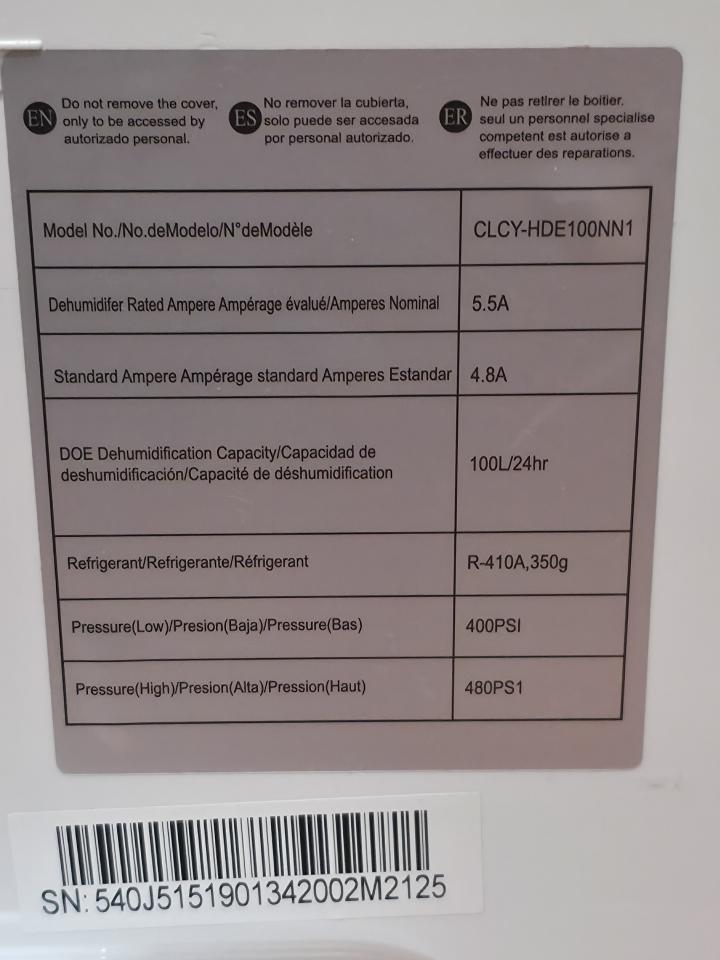 EN Do not remove the cover,
only to be accessed by
autorizado personal.
ES No remover la cubierta,
solo puede ser accesada
por personal autorizado.
ER Ne pas retirer le boitier.
seul un personnel specialise
competent est autorise a
effectuer des reparations.
Model No./No.deModelo/N°deModèle CLCY-HDE100NN1
Dehumidifer Rated Ampere Ampérage évalué/Amperes Nominal 5.5A
Standard Ampere Ampérage standard Amperes Estandar 4.8A
DOE Dehumidification Capacity/Capacidad de
deshumidificación/Capacité de déshumidification 100L/24hr
Refrigerant/Refrigerante/Réfrigerant R-410A,350g
Pressure(Low)/Presion(Baja)/Pressure(Bas) 400PSI
Pressure(High)/Presion(Alta)/Pression(Haut) 480PS1
SN: 540J5151901342002M2125